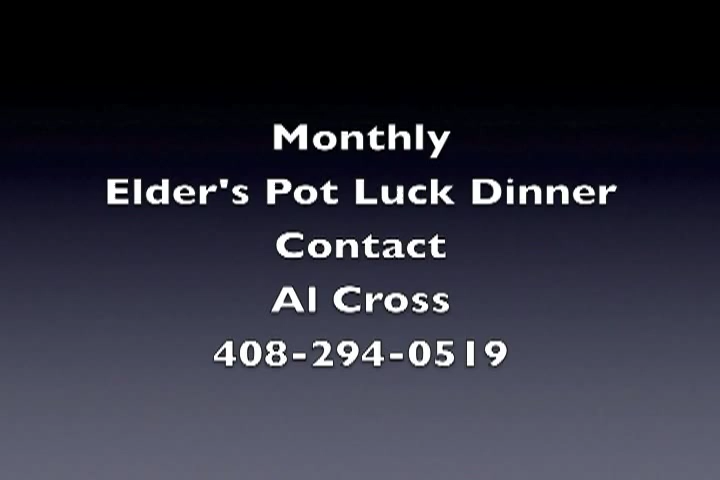 Monthly
Elder's Pot Luck Dinner
Contact
Al Cross
408-294-0519